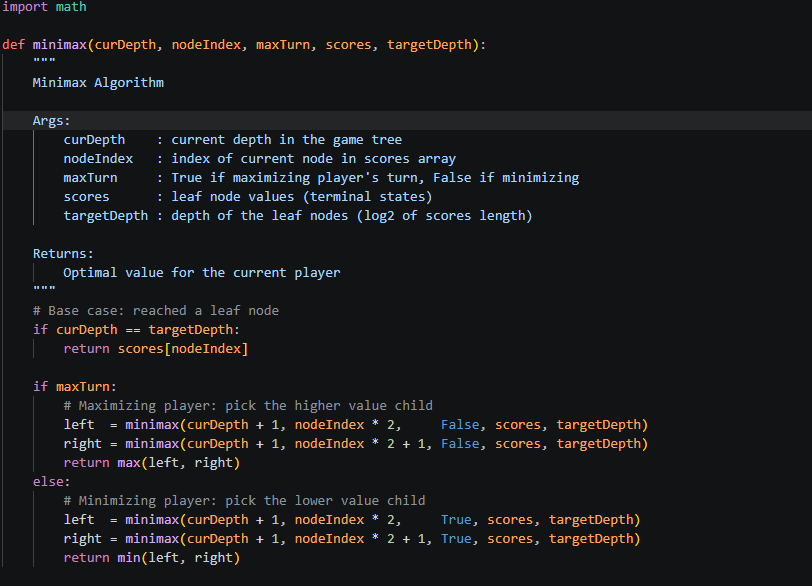 import math

def minimax(curDepth, nodeIndex, maxTurn, scores, targetDepth):
    """
    Minimax Algorithm

    Args:
        curDepth    : current depth in the game tree
        nodeIndex   : index of current node in scores array
        maxTurn     : True if maximizing player's turn, False if minimizing
        scores      : leaf node values (terminal states)
        targetDepth : depth of the leaf nodes (log2 of scores length)

    Returns:
        Optimal value for the current player
    """
    # Base case: reached a leaf node
    if curDepth == targetDepth:
        return scores[nodeIndex]

    if maxTurn:
        # Maximizing player: pick the higher value child
        left  = minimax(curDepth + 1, nodeIndex * 2,     False, scores, targetDepth)
        right = minimax(curDepth + 1, nodeIndex * 2 + 1, False, scores, targetDepth)
        return max(left, right)
    else:
        # Minimizing player: pick the lower value child
        left  = minimax(curDepth + 1, nodeIndex * 2,     True, scores, targetDepth)
        right = minimax(curDepth + 1, nodeIndex * 2 + 1, True, scores, targetDepth)
        return min(left, right)